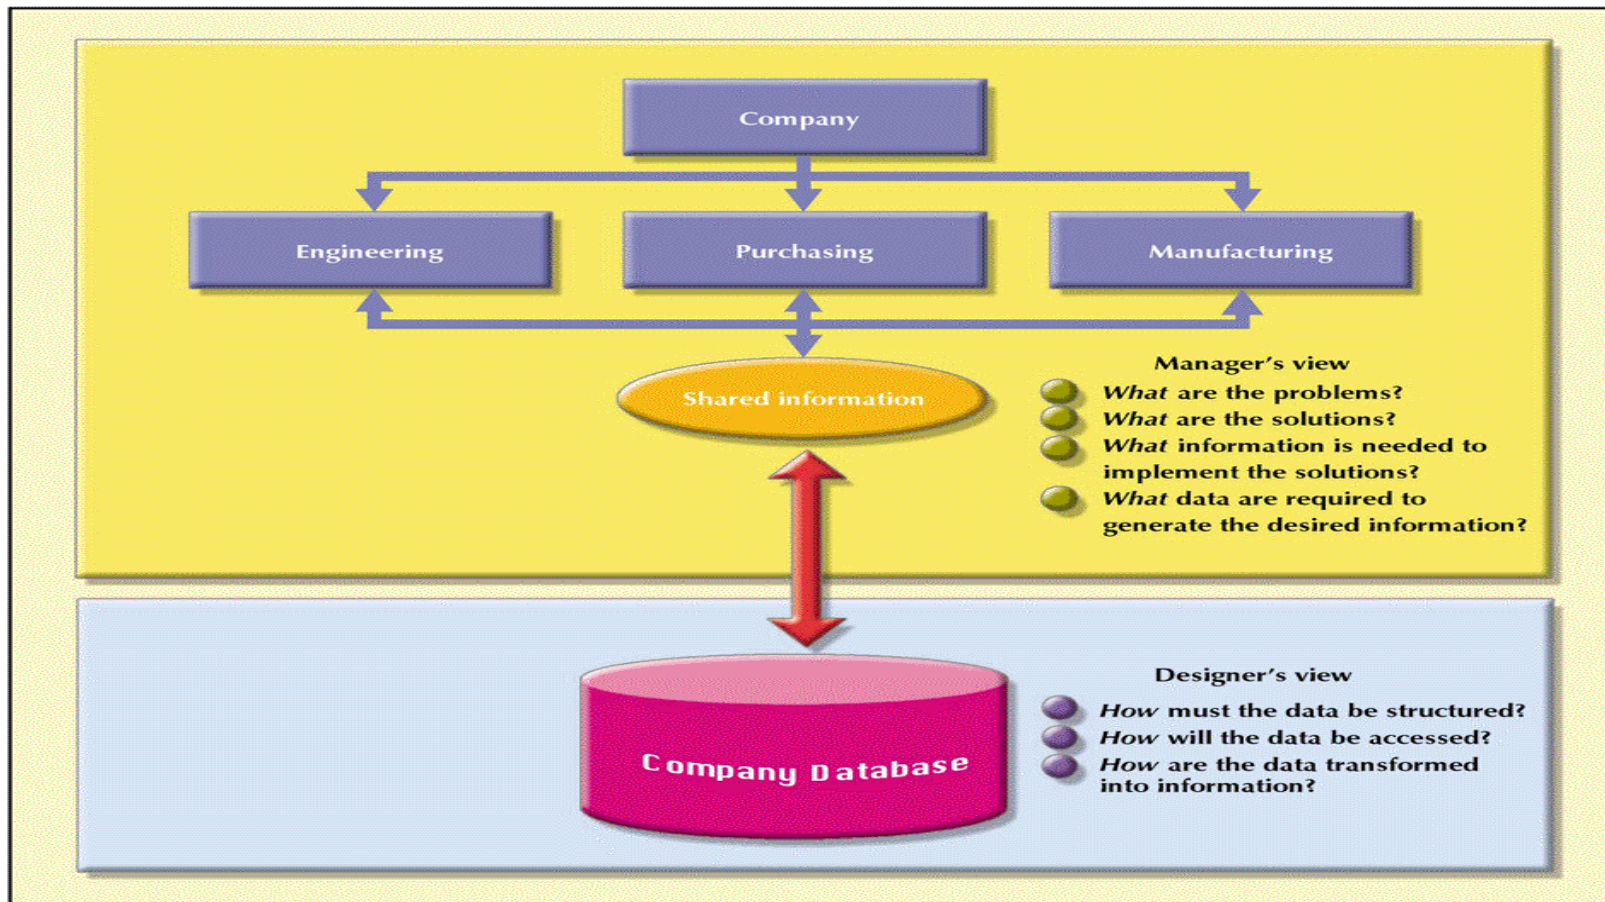 Company
Engineering
Purchasing
Manufacturing
Shared information
Manager's view
What are the problems?
What are the solutions?
What information is needed to
implement the solutions?
What data are required to
generate the desired information?
Company Database
Designer's view
How must the data be structured?
How will the data be accessed?
How are the data transformed
into information?